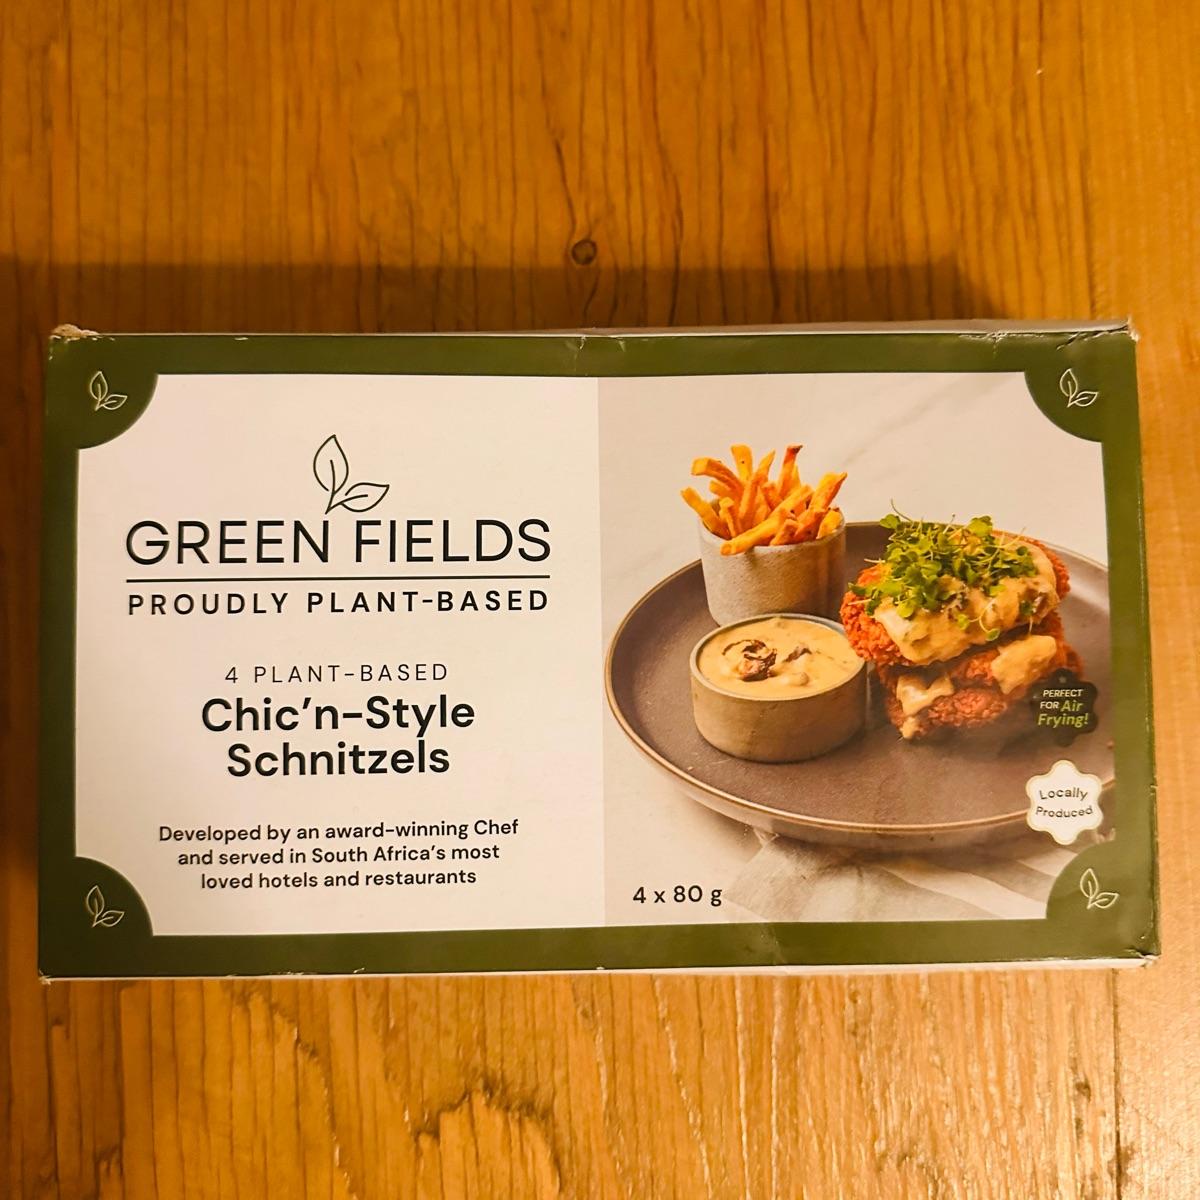 GREEN FIELDS
PROUDLY PLANT-BASED
4 PLANT-BASED
Chic'n-Style
Schnitzels
Developed by an award-winning Chef
and served in South Africa's most
loved hotels and restaurants
4 x 80 g
PERFECT
FOR Air
Frying!
Locally
Produced